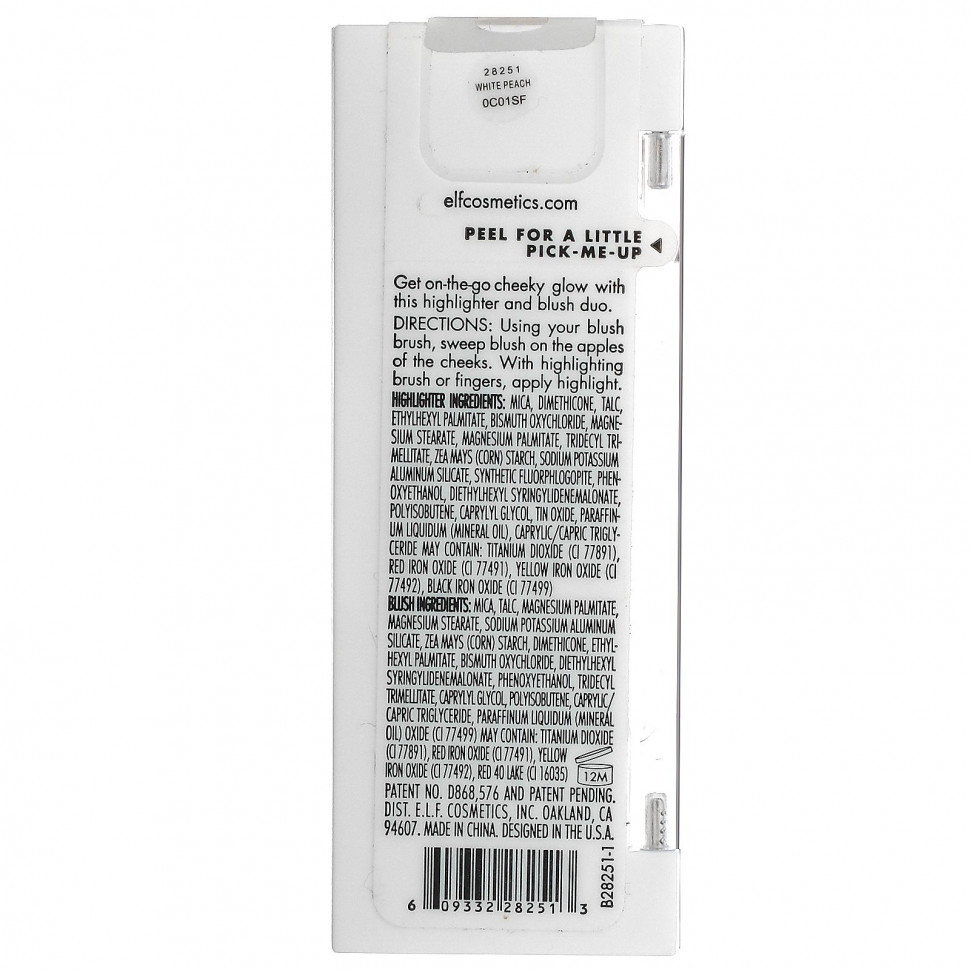 28251
WHITE PEACH
0C01SF
elfcosmetics.com
PEEL FOR A LITTLE
PICK-ME-UP
Get on-the-go cheeky glow with
this highlighter and blush duo.
DIRECTIONS: Using your blush
brush, sweep blush on the apples
of the cheeks. With highlighting
brush or fingers, apply highlight.
HIGHLIGHTER INGREDIENTS: MICA, DIMETHICONE, TALC,
ETHYLHEXYL PALMITATE, BISMUTH OXYCHLORIDE, MAGNE-
SIUM STEARATE, MAGNESIUM PALMITATE, TRIDECYL TRI-
MELLITATE, ZEA MAYS (CORN) STARCH, SODIUM POTASSIUM
ALUMINUM SILICATE, SYNTHETIC FLUORPHLOGOPITE, PHEN-
OXYETHANOL, DIETHYLHEXYL SYRINGYLIDENEMALONATE,
POLYISOBUTENE, CAPRYLYL GLYCOL, TIN OXIDE, PARAFFIN-
UM LIQUIDUM (MINERAL OIL), CAPRYLIC/CAPRIC TRIGLY-
CERIDE MAY CONTAIN: TITANIUM DIOXIDE (CI 77891),
RED IRON OXIDE (CI 77491), YELLOW IRON OXIDE (CI
77492), BLACK IRON OXIDE (CI 77499)
BLUSH INGREDIENTS: MICA, TALC, MAGNESIUM PALMITATE,
MAGNESIUM STEARATE, SODIUM POTASSIUM ALUMINUM
SILICATE, ZEA MAYS (CORN) STARCH, DIMETHICONE, ETHYL-
HEXYL PALMITATE, BISMUTH OXYCHLORIDE, DIETHYLHEXYL
SYRINGYLIDENEMALONATE, PHENOXYETHANOL, TRIDECYL
TRIMELLITATE, CAPRYLYL GLYCOL, POLYISOBUTENE, CAPRYLIC/
CAPRIC TRIGLYCERIDE, PARAFFINUM LIQUIDUM (MINERAL
OIL) OXIDE (CI 77499) MAY CONTAIN: TITANIUM DIOXIDE
(CI 77891), RED IRON OXIDE (CI 77491), YELLOW
IRON OXIDE (CI 77492), RED 40 LAKE (CI 16035)
12M
PATENT NO. D868,576 AND PATENT PENDING.
DIST. E.L.F. COSMETICS, INC. OAKLAND, CA
94607. MADE IN CHINA. DESIGNED IN THE U.S.A.
B28251-1
6 09332 28251 3